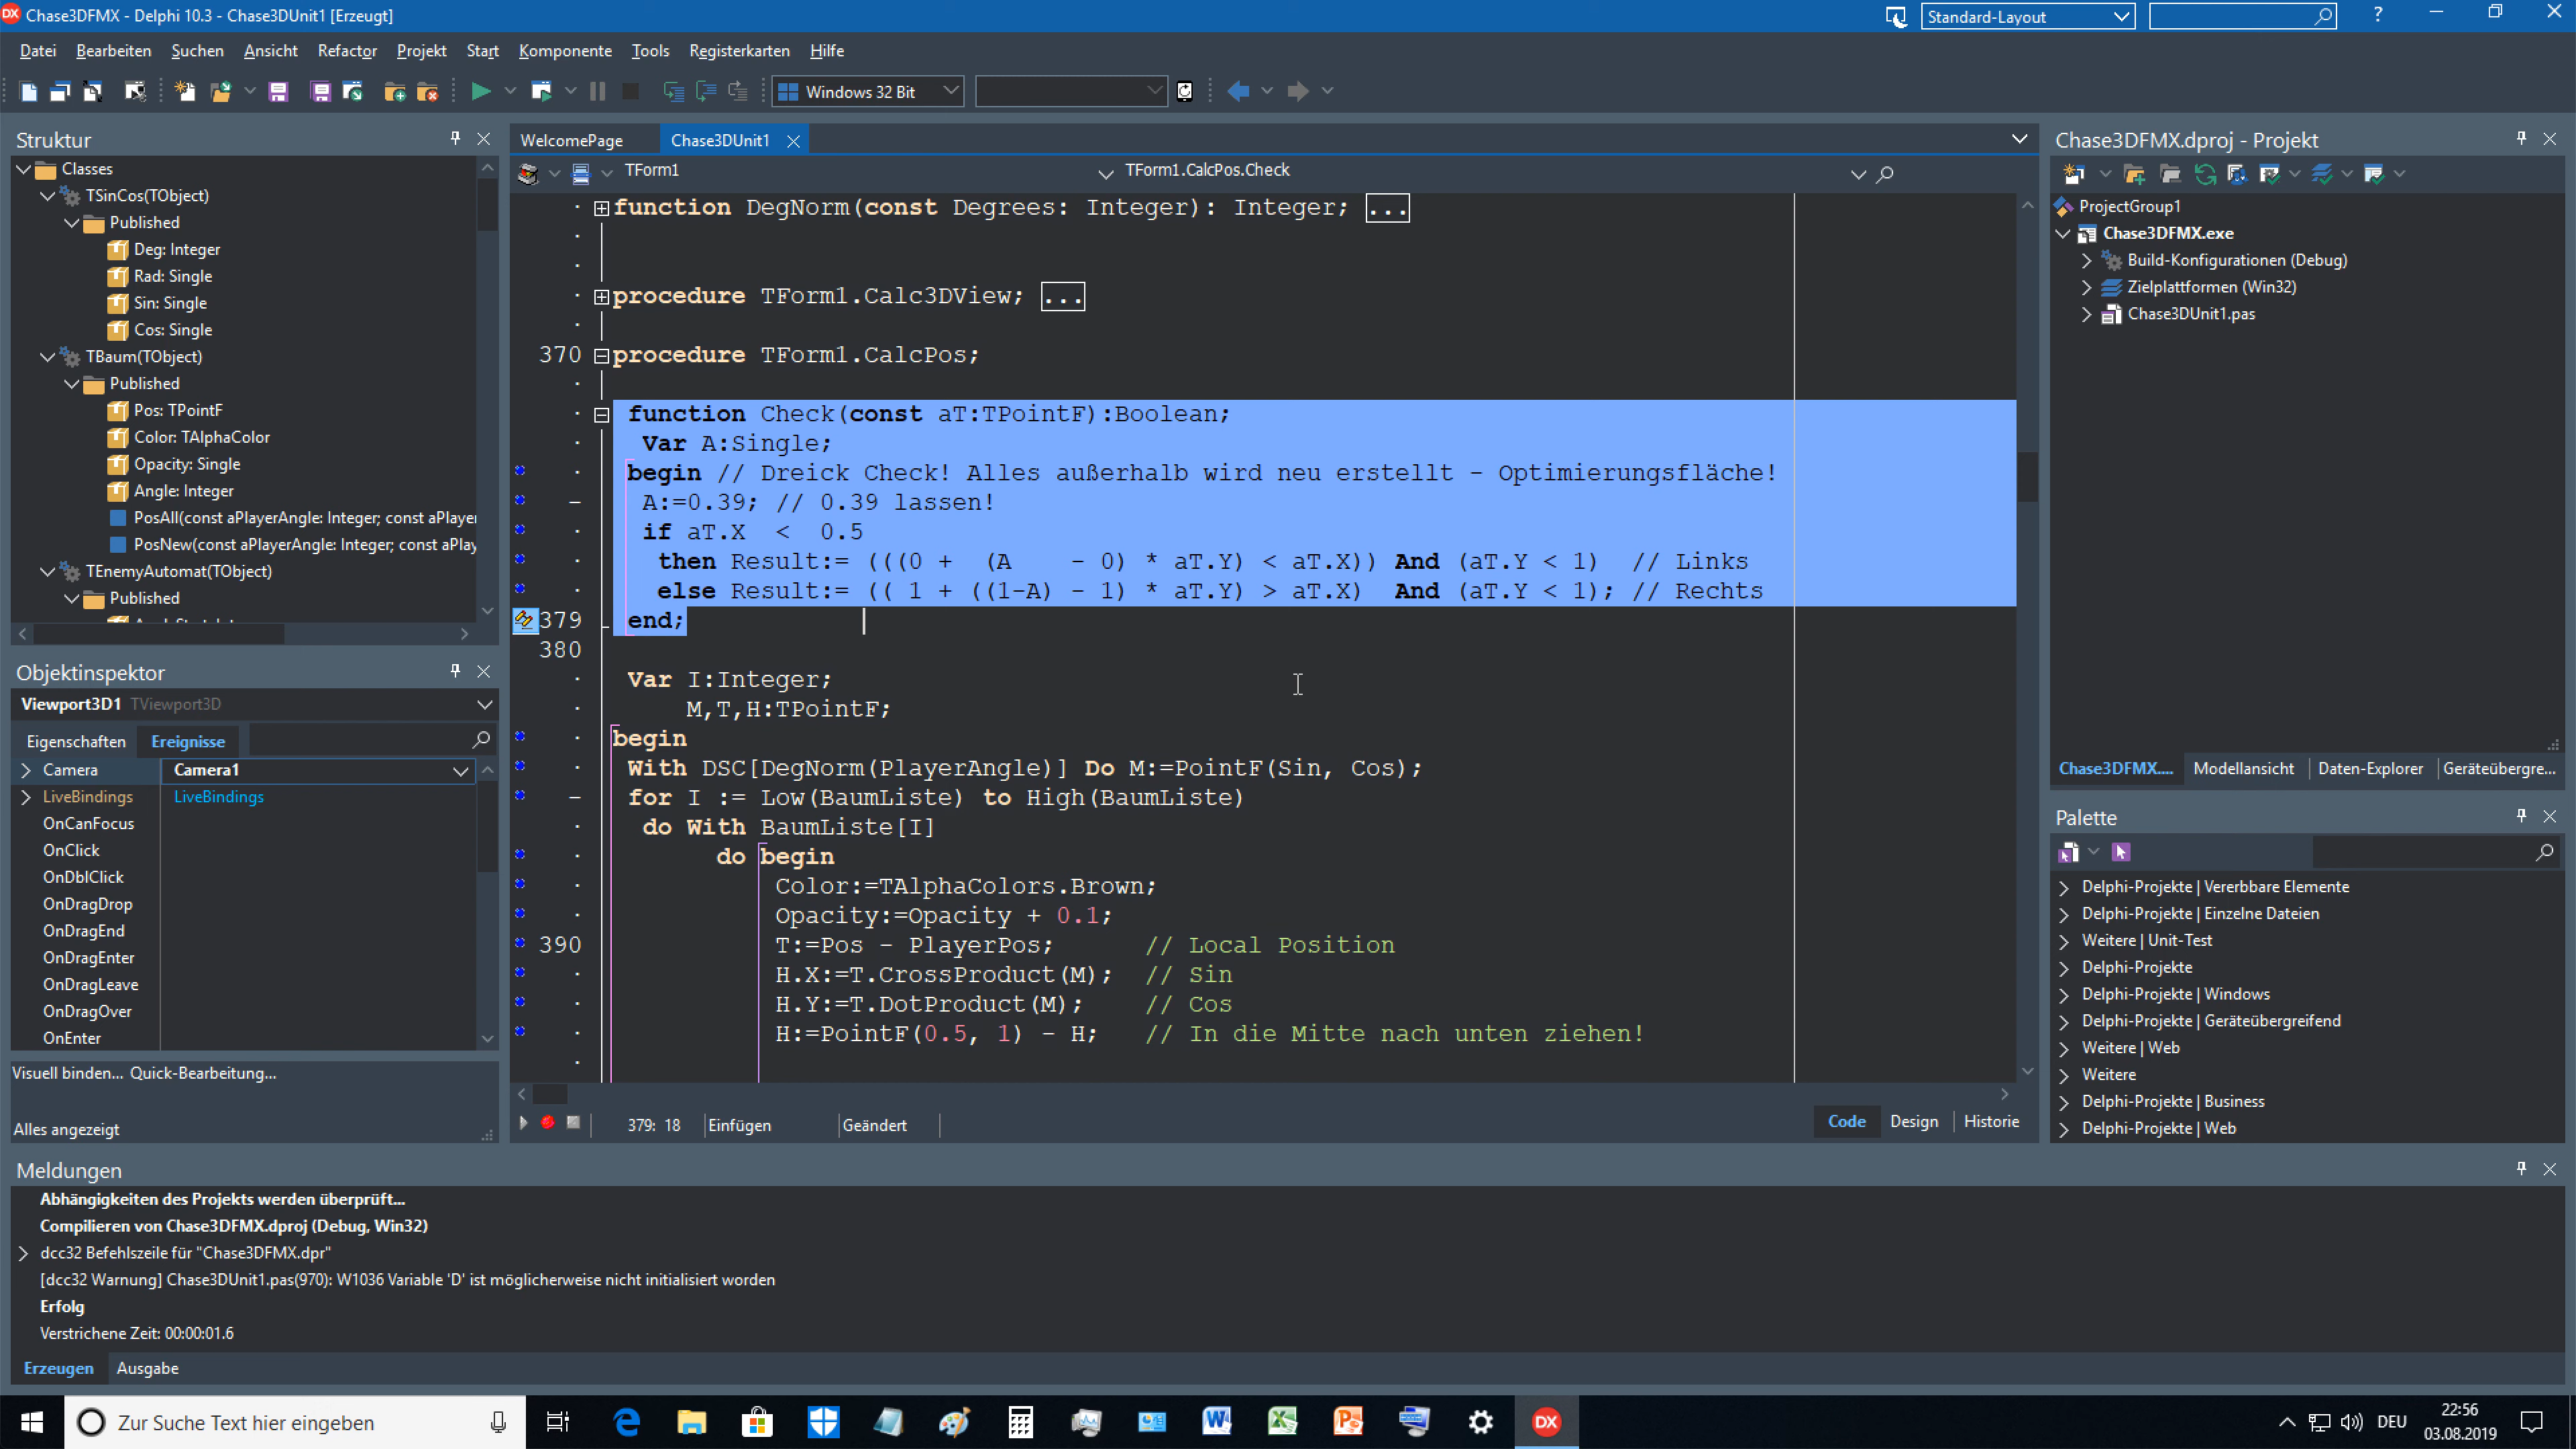 Chase3DFMX - Delphi 10.3 - Chase3DUnit1 [Erzeugt]
Standard-Layout
?
Datei Bearbeiten Suchen Ansicht Refactor Projekt Start Komponente Tools Registerkarten Hilfe
Windows 32 Bit
Struktur
Classes
TSinCos(TObject)
Published
Deg: Integer
Rad: Single
Sin: Single
Cos: Single
TBaum(TObject)
Published
Pos: TPointF
Color: TAlphaColor
Opacity: Single
Angle: Integer
PosAll(const aPlayerAngle: Integer; const aPlayer
PosNew(const aPlayerAngle: Integer; const aPlay
TEnemyAutomat(TObject)
Published
Objektinspektor
Viewport3D1 TViewport3D
Eigenschaften Ereignisse
Camera Camera1
LiveBindings LiveBindings
OnCanFocus
OnClick
OnDblClick
OnDragDrop
OnDragEnd
OnDragEnter
OnDragLeave
OnDragOver
OnEnter
Visuell binden... Quick-Bearbeitung...
Alles angezeigt
WelcomePage Chase3DUnit1
TForm1 TForm1.CalcPos.Check
function DegNorm(const Degrees: Integer): Integer; ...
procedure TForm1.Calc3DView; ...
370 procedure TForm1.CalcPos;
function Check(const aT:TPointF):Boolean;
Var A:Single;
begin // Dreick Check! Alles außerhalb wird neu erstellt - Optimierungsfläche!
A:=0.39; // 0.39 lassen!
if aT.X < 0.5
then Result:= (((0 + (A - 0) * aT.Y) < aT.X)) And (aT.Y < 1) // Links
else Result:= (( 1 + ((1-A) - 1) * aT.Y) > aT.X) And (aT.Y < 1); // Rechts
379 end;
380
Var I:Integer;
M,T,H:TPointF;
begin
With DSC[DegNorm(PlayerAngle)] Do M:=PointF(Sin, Cos);
for I := Low(BaumListe) to High(BaumListe)
do With BaumListe[I]
do begin
Color:=TAlphaColors.Brown;
Opacity:=Opacity + 0.1;
390 T:=Pos - PlayerPos; // Local Position
H.X:=T.CrossProduct(M); // Sin
H.Y:=T.DotProduct(M); // Cos
H:=PointF(0.5, 1) - H; // In die Mitte nach unten ziehen!
379: 18 Einfügen Geändert
Code Design Historie
Chase3DFMX.dproj - Projekt
ProjectGroup1
Chase3DFMX.exe
Build-Konfigurationen (Debug)
Zielplattformen (Win32)
Chase3DUnit1.pas
Chase3DFMX.... Modellansicht Daten-Explorer Geräteübergre...
Palette
Delphi-Projekte | Vererbbare Elemente
Delphi-Projekte | Einzelne Dateien
Weitere | Unit-Test
Delphi-Projekte
Delphi-Projekte | Windows
Delphi-Projekte | Geräteübergreifend
Weitere | Web
Weitere
Delphi-Projekte | Business
Delphi-Projekte | Web
Meldungen
Abhängigkeiten des Projekts werden überprüft...
Compilieren von Chase3DFMX.dproj (Debug, Win32)
dcc32 Befehlszeile für "Chase3DFMX.dpr"
[dcc32 Warnung] Chase3DUnit1.pas(970): W1036 Variable 'D' ist möglicherweise nicht initialisiert worden
Erfolg
Verstrichene Zeit: 00:00:01.6
Erzeugen Ausgabe
Zur Suche Text hier eingeben
DX
DEU
22:56
03.08.2019